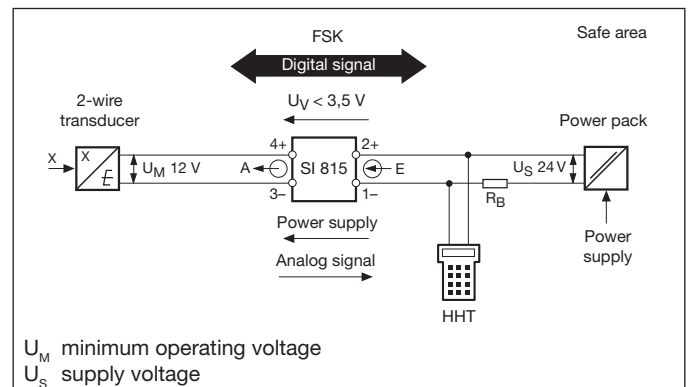 FSK
Safe area
Digital signal
U_V < 3,5 V
2-wire
transducer
Power pack
4+
2+
X
X
E
U_M 12 V
A
SI 815
E
U_S 24 V
3–
1–
R_B
Power supply
Analog signal
Power
supply
HHT
U_M minimum operating voltage
U_S supply voltage